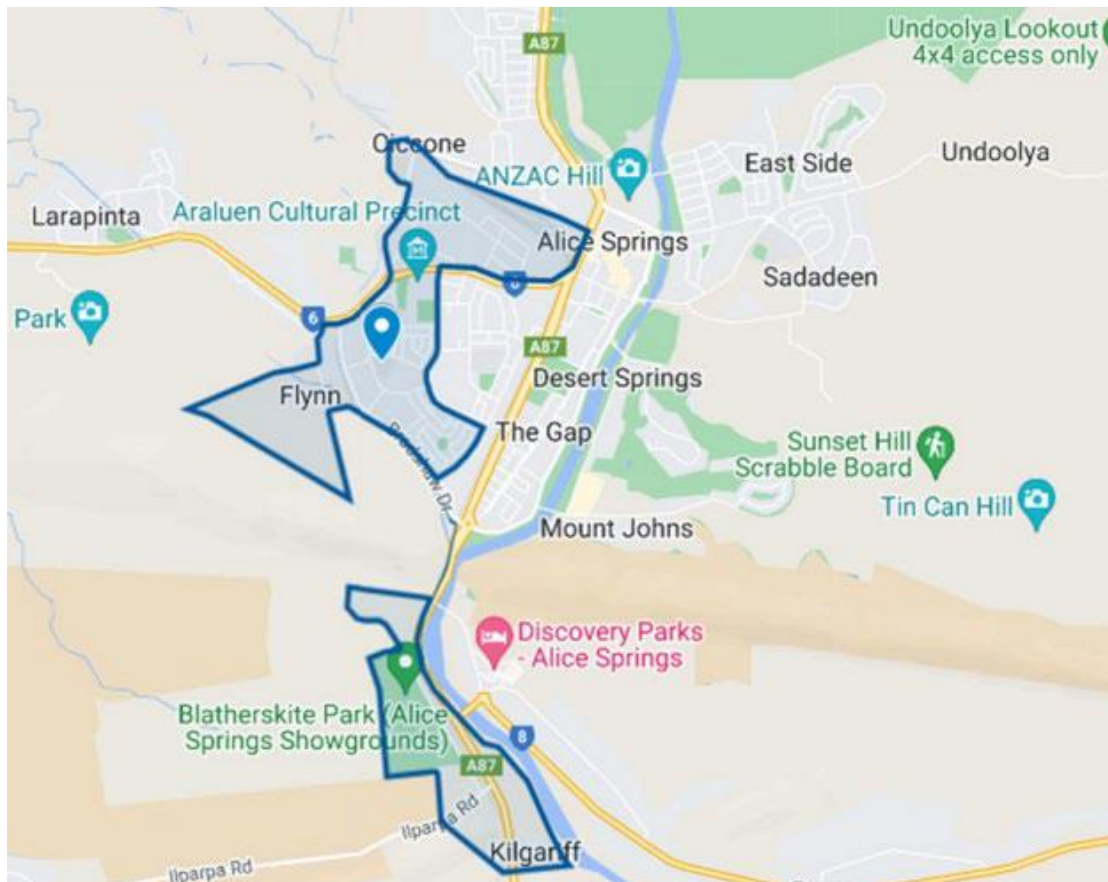 Undoolya Lookout
4x4 access only
A87
Ciccone
East Side
Undoolya
ANZAC Hill
Larapinta
Araluen Cultural Precinct
Alice Springs
Sadadeen
6
Park
6
A87
Flynn
Desert Springs
The Gap
Bradshaw Dr
Sunset Hill
Scrabble Board
Tin Can Hill
Mount Johns
Discovery Parks
- Alice Springs
Blatherskite Park (Alice
Springs Showgrounds)
8
A87
Ilparpa Rd
Kilgariff
Ilparpa Rd